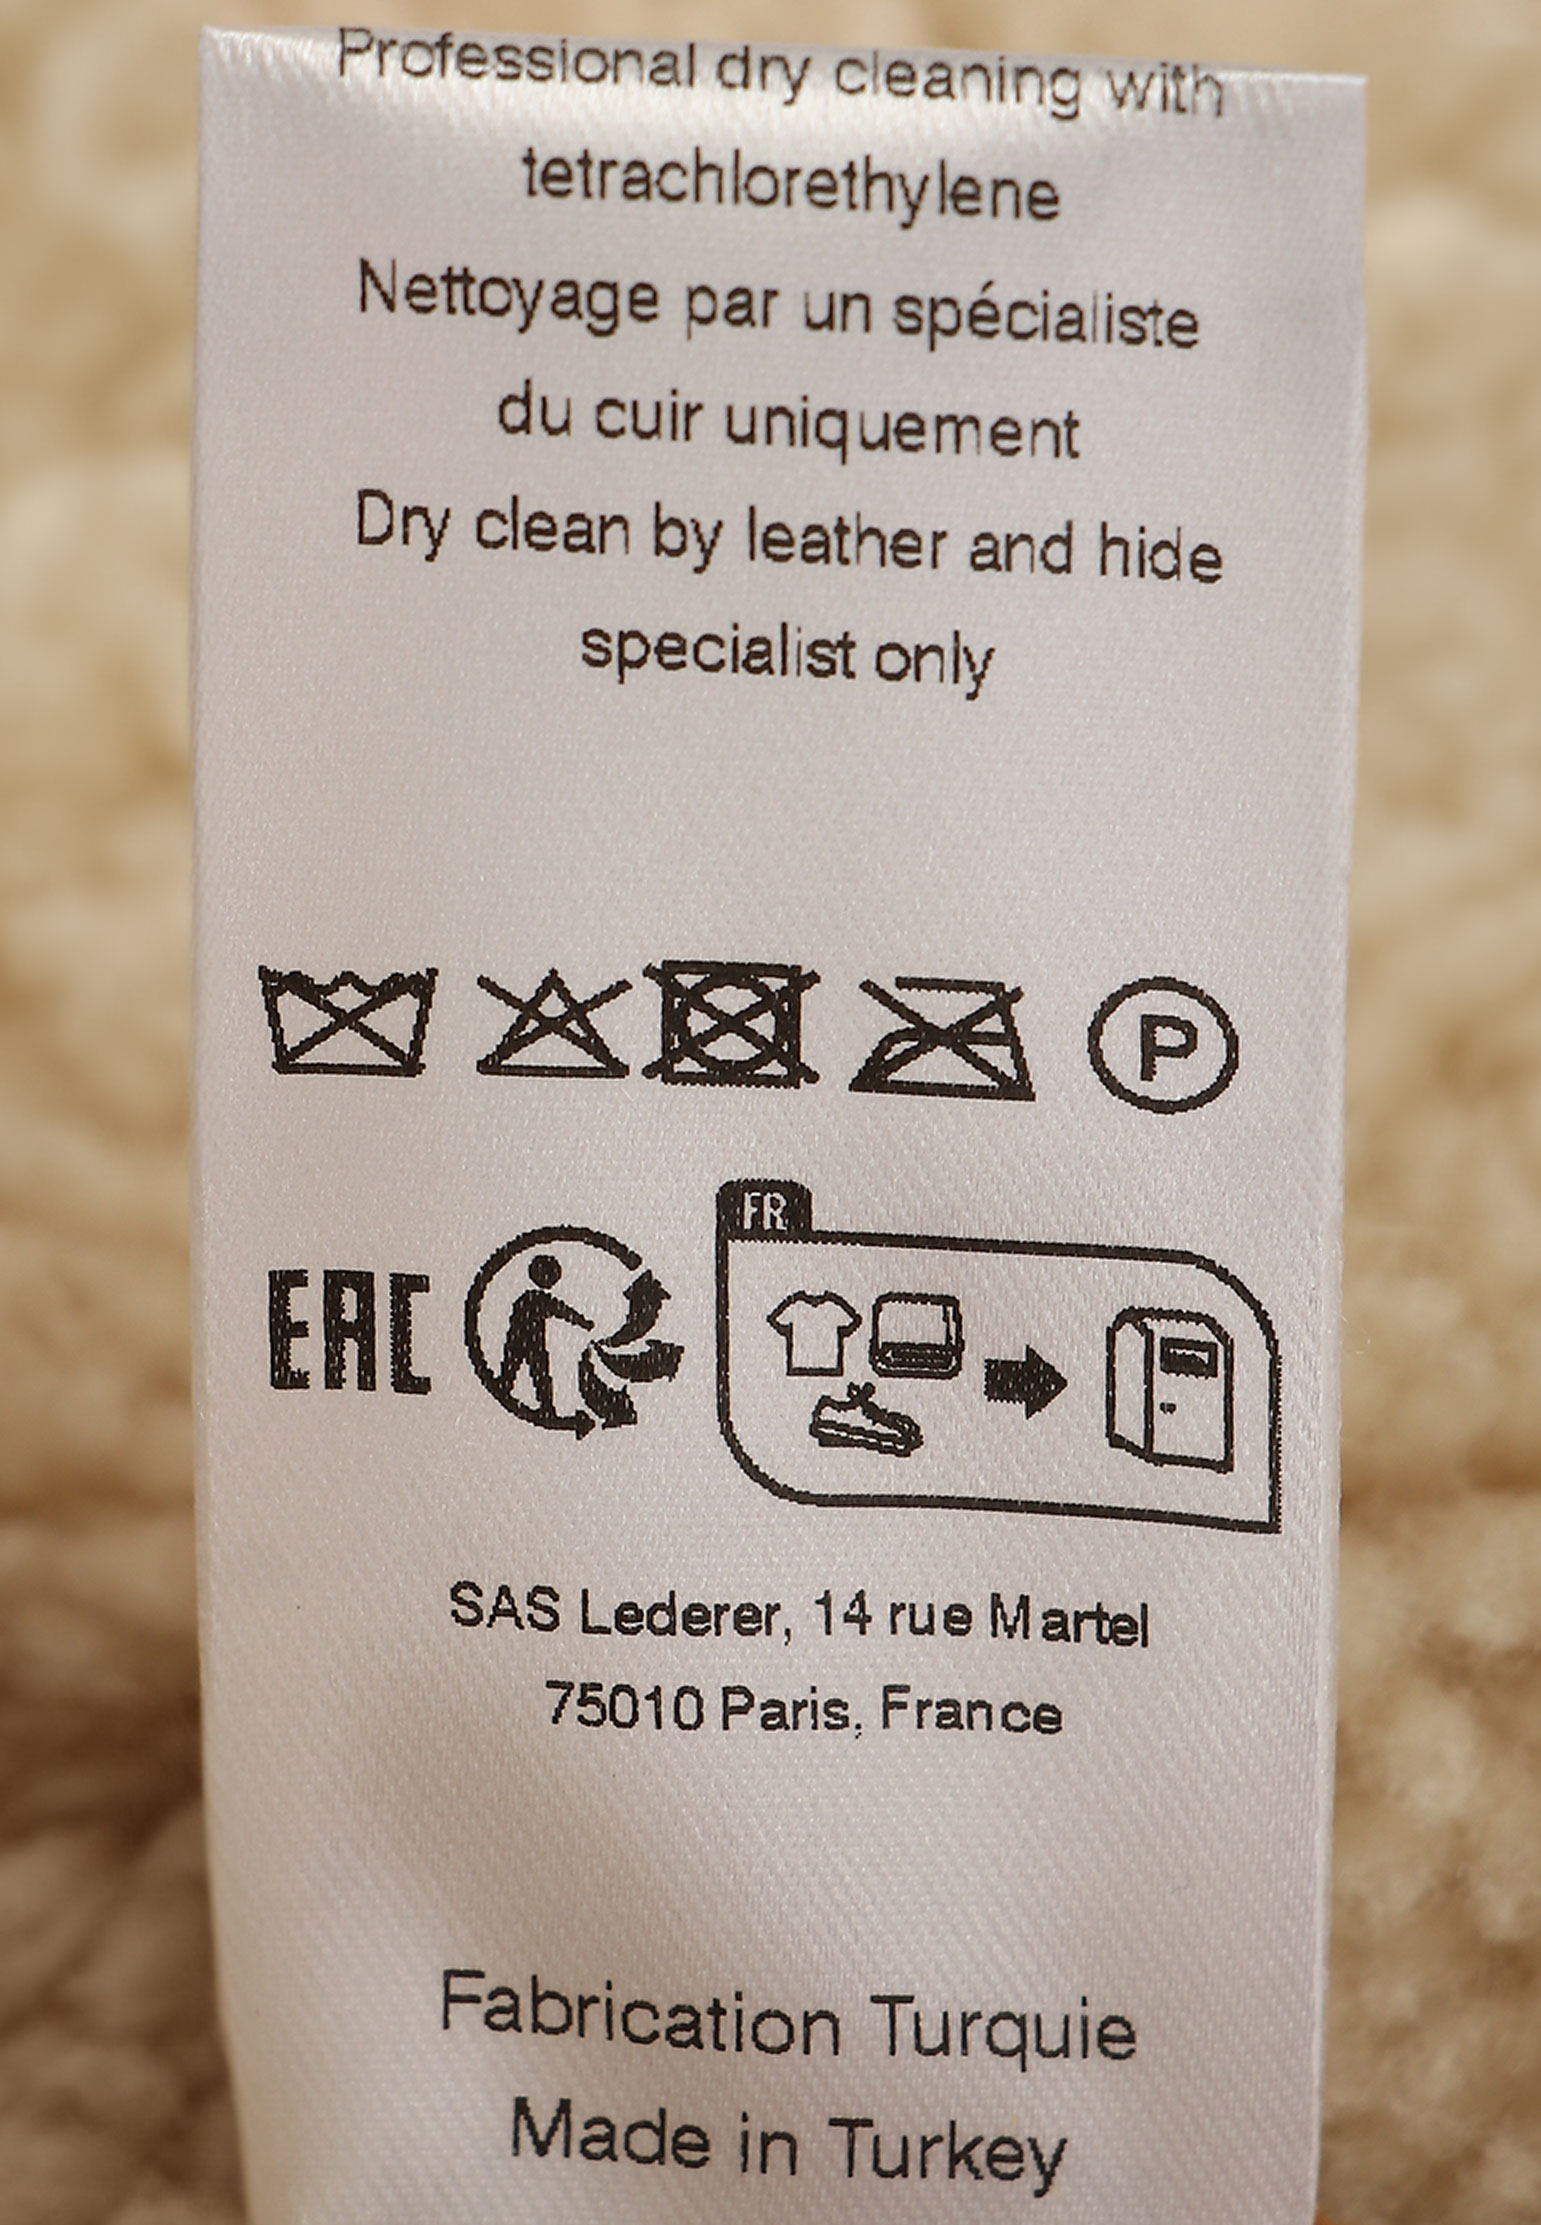 Professional dry cleaning with
tetrachlorethylene
Nettoyage par un spécialiste
du cuir uniquement
Dry clean by leather and hide
specialist only
P
FR
EAC
SAS Lederer, 14 rue Martel
75010 Paris, France
Fabrication Turquie
Made in Turkey